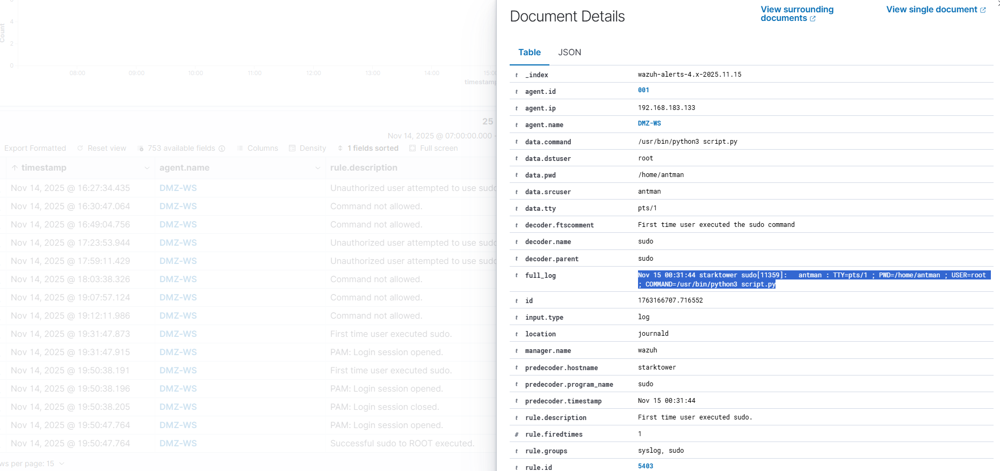 6
4
2
0
Count
08:00 09:00 10:00 11:00 12:00 13:00 14:00 15:00
timestamp
25
Nov 14, 2025 @ 07:00:00.000 -
Export Formatted Reset view 753 available fields Columns Density 1 fields sorted Full screen
timestamp agent.name rule.description
Nov 14, 2025 @ 16:27:34.435 DMZ-WS Unauthorized user attempted to use sudo
Nov 14, 2025 @ 16:30:47.064 DMZ-WS Command not allowed.
Nov 14, 2025 @ 16:49:04.756 DMZ-WS Command not allowed.
Nov 14, 2025 @ 17:23:53.944 DMZ-WS Unauthorized user attempted to use sudo
Nov 14, 2025 @ 17:59:11.429 DMZ-WS Unauthorized user attempted to use sudo
Nov 14, 2025 @ 18:03:38.326 DMZ-WS Command not allowed.
Nov 14, 2025 @ 19:07:57.124 DMZ-WS Command not allowed.
Nov 14, 2025 @ 19:12:11.986 DMZ-WS Command not allowed.
Nov 14, 2025 @ 19:31:47.873 DMZ-WS First time user executed sudo.
Nov 14, 2025 @ 19:31:47.915 DMZ-WS PAM: Login session opened.
Nov 14, 2025 @ 19:50:38.191 DMZ-WS First time user executed sudo.
Nov 14, 2025 @ 19:50:38.196 DMZ-WS PAM: Login session opened.
Nov 14, 2025 @ 19:50:38.205 DMZ-WS PAM: Login session closed.
Nov 14, 2025 @ 19:50:47.764 DMZ-WS PAM: Login session opened.
Nov 14, 2025 @ 19:50:47.764 DMZ-WS Successful sudo to ROOT executed.
ws per page: 15
Document Details
View surrounding
documents
View single document
Table JSON
t _index wazuh-alerts-4.x-2025.11.15
t agent.id 001
t agent.ip 192.168.183.133
t agent.name DMZ-WS
t data.command /usr/bin/python3 script.py
t data.dstuser root
t data.pwd /home/antman
t data.srcuser antman
t data.tty pts/1
t decoder.ftscomment First time user executed the sudo command
t decoder.name sudo
t decoder.parent sudo
t full_log Nov 15 00:31:44 starktower sudo[11359]:   antman : TTY=pts/1 ; PWD=/home/antman ; USER=root
; COMMAND=/usr/bin/python3 script.py
t id 1763166707.716552
t input.type log
t location journald
t manager.name wazuh
t predecoder.hostname starktower
t predecoder.program_name sudo
t predecoder.timestamp Nov 15 00:31:44
t rule.description First time user executed sudo.
# rule.firedtimes 1
t rule.groups syslog, sudo
t rule.id 5403